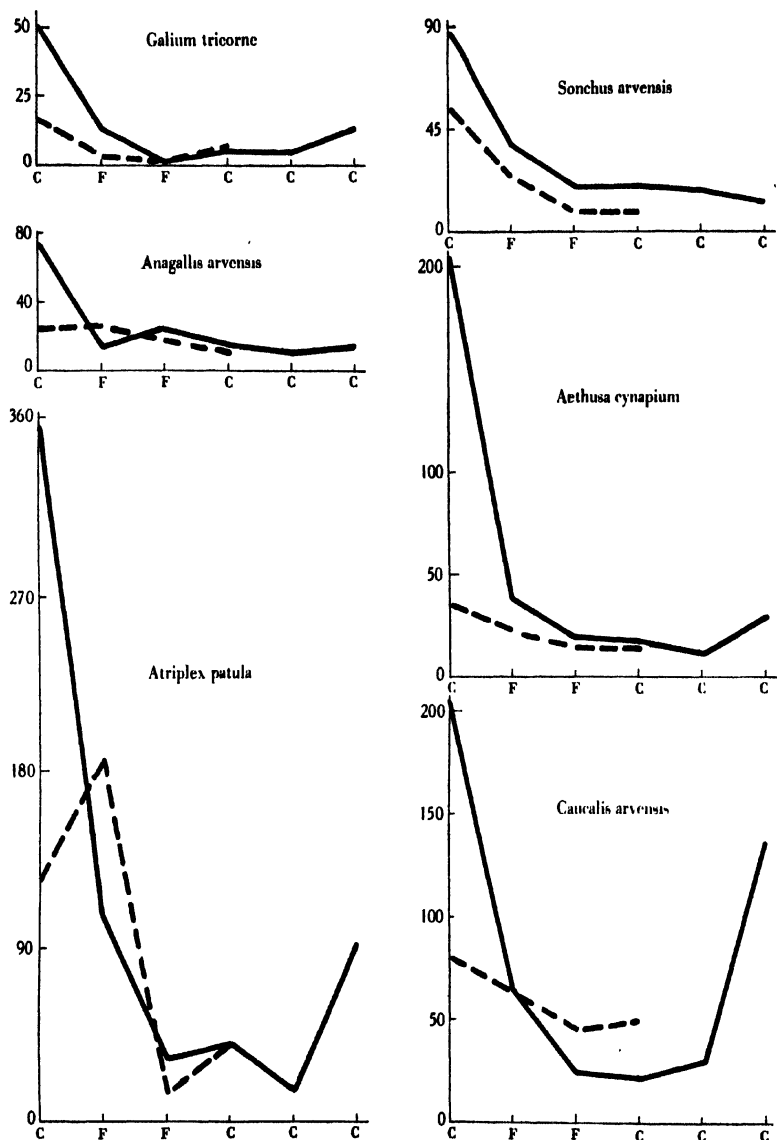 50
Galium tricorne
25
0
C F F C C C
80
Anagallis arvensis
40
0
C F F C C C
360
270
Atriplex patula
180
90
0
C F F C C C
90
Sonchus arvensis
45
0
C F F C C C
200
Aethusa cynapium
100
50
0
C F F C C C
200
150
Caucalis arvensis
100
50
0
C F F C C C